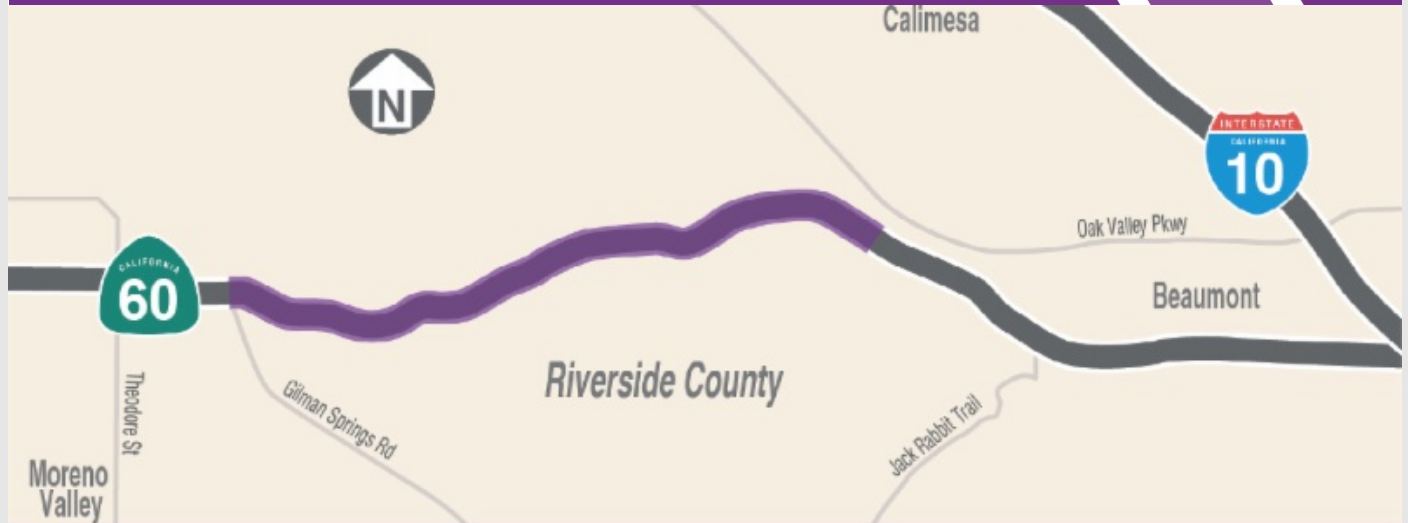 Calimesa
N
INTERSTATE
CALIFORNIA
10
Oak Valley Pkwy
CALIFORNIA
60
Beaumont
Riverside County
Theodore St
Gilman Springs Rd
Jack Rabbit Trail
Moreno
Valley